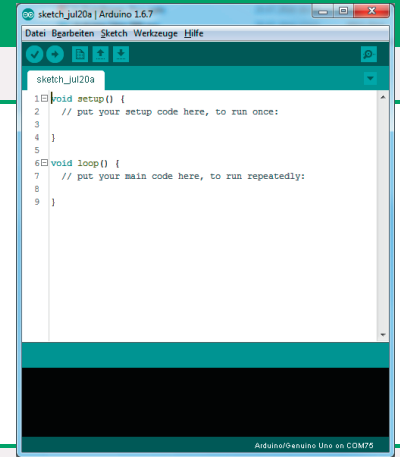 sketch_jul20a | Arduino 1.6.7
Datei Bearbeiten Sketch Werkzeuge Hilfe
sketch_jul20a
1 void setup() {
2 // put your setup code here, to run once:
3
4 }
5
6 void loop() {
7 // put your main code here, to run repeatedly:
8
9 }
Arduino/Genuino Uno on COM75